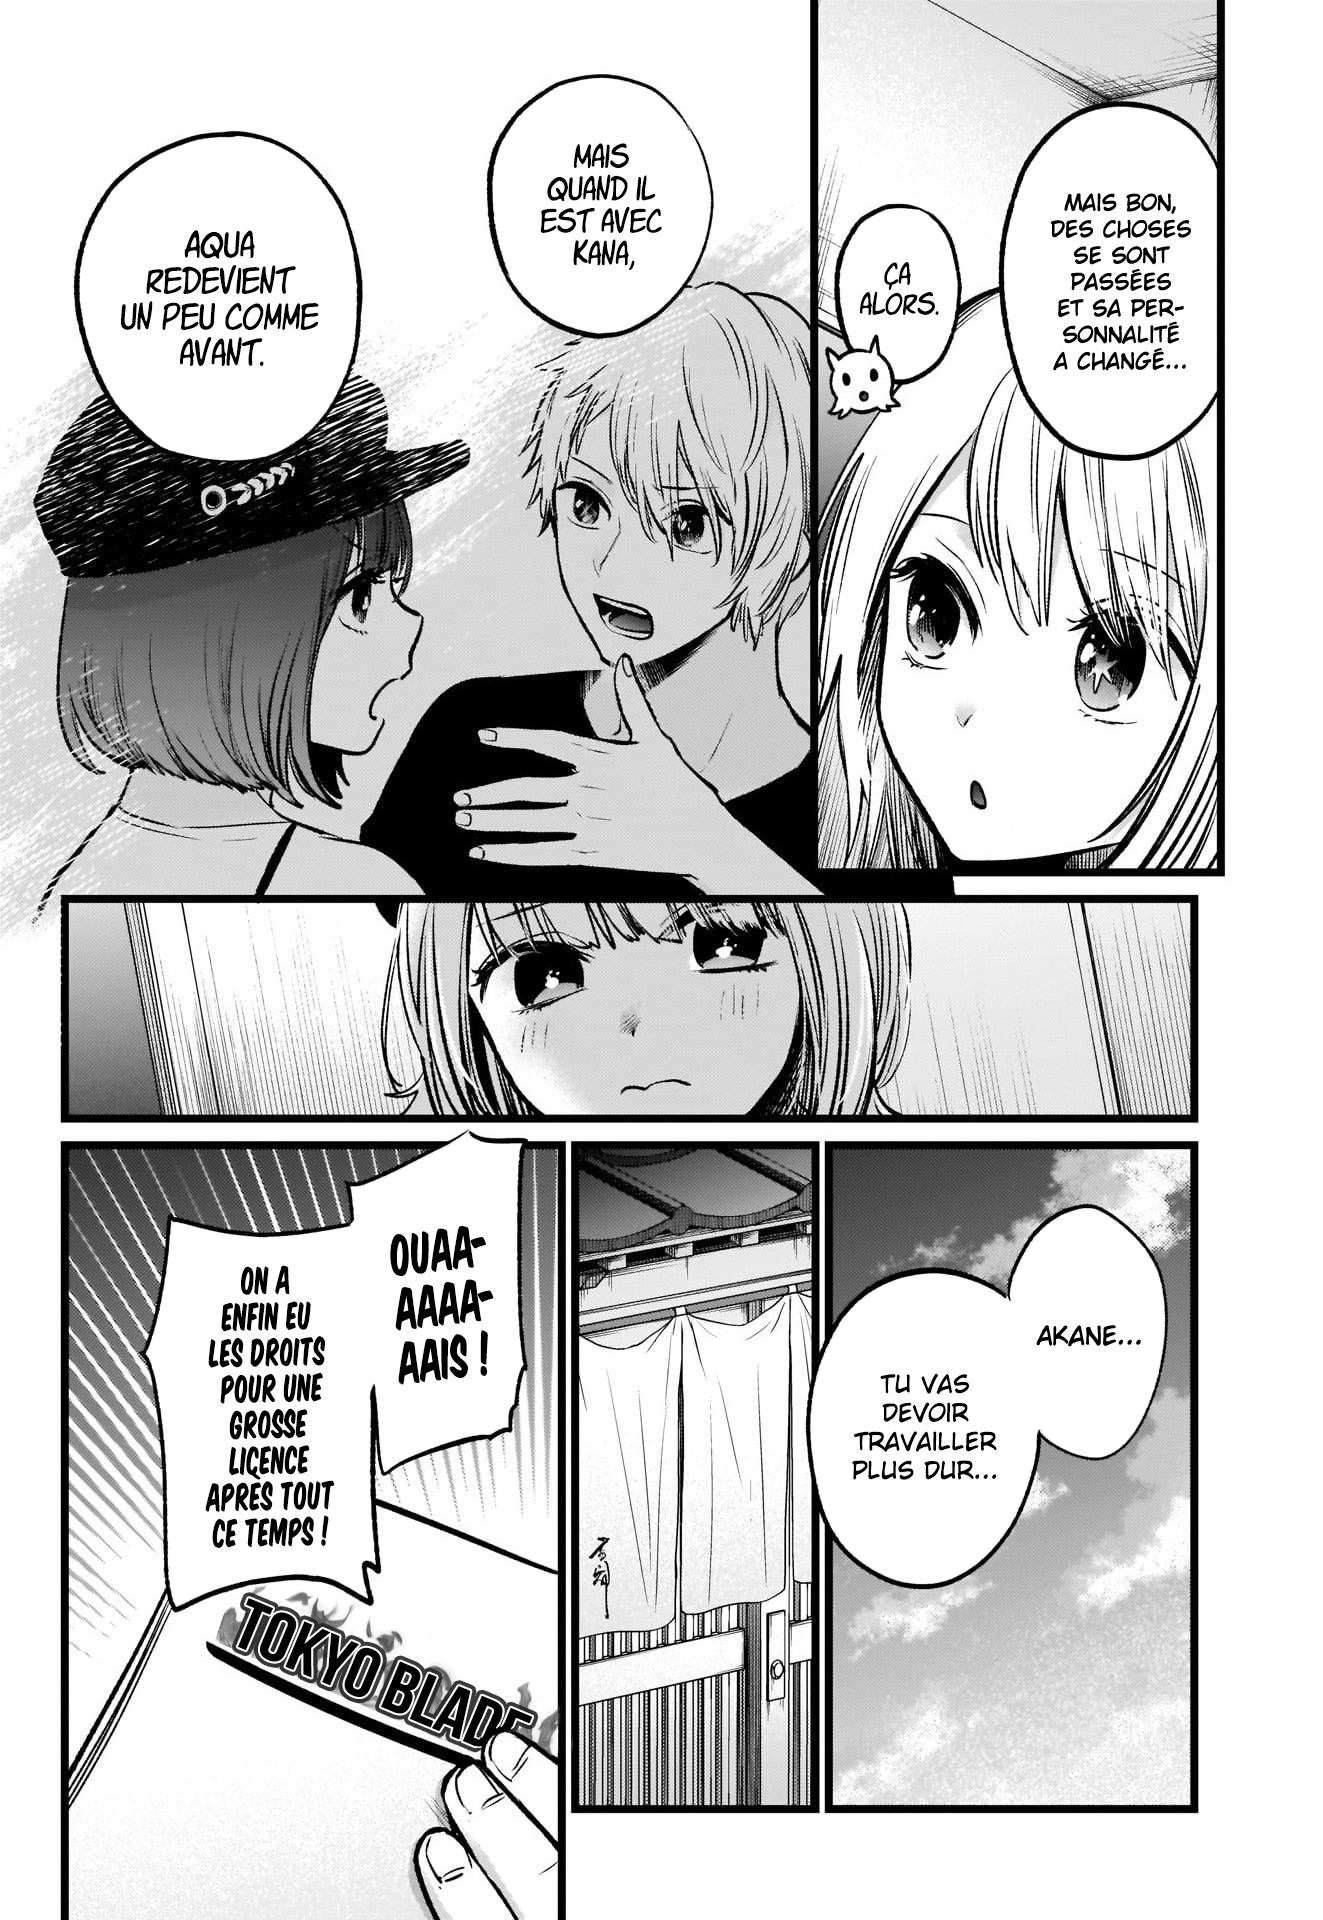 MAIS BON,
DES CHOSES
SE SONT
PASSÉES
ET SA PER-
SONNALITÉ
A CHANGÉ...
ÇA
ALORS.
MAIS
QUAND IL
EST AVEC
KANA,
AQUA
REDEVIENT
UN PEU COMME
AVANT.
AKANE...
TU VAS
DEVOIR
TRAVAILLER
PLUS DUR...
OUAA-
AAAA-
AAIS !
ON A
ENFIN EU
LES DROITS
POUR UNE
GROSSE
LICENCE
APRÈS TOUT
CE TEMPS !
TOKYO BLADE